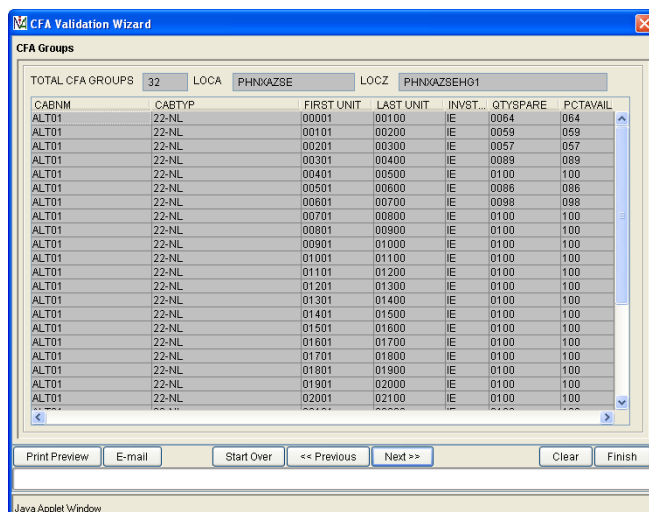 CFA Validation Wizard
CFA Groups
TOTAL CFA GROUPS 32 LOCA PHNXAZSE LOCZ PHNXAZSEHG1
CABNM CABTYP FIRST UNIT LAST UNIT INVST... QTYSPARE PCTAVAIL
ALT01 22-NL 00001 00100 IE 0064 064
ALT01 22-NL 00101 00200 IE 0059 059
ALT01 22-NL 00201 00300 IE 0057 057
ALT01 22-NL 00301 00400 IE 0089 089
ALT01 22-NL 00401 00500 IE 0100 100
ALT01 22-NL 00501 00600 IE 0086 086
ALT01 22-NL 00601 00700 IE 0098 098
ALT01 22-NL 00701 00800 IE 0100 100
ALT01 22-NL 00801 00900 IE 0100 100
ALT01 22-NL 00901 01000 IE 0100 100
ALT01 22-NL 01001 01100 IE 0100 100
ALT01 22-NL 01101 01200 IE 0100 100
ALT01 22-NL 01201 01300 IE 0100 100
ALT01 22-NL 01301 01400 IE 0100 100
ALT01 22-NL 01401 01500 IE 0100 100
ALT01 22-NL 01501 01600 IE 0100 100
ALT01 22-NL 01601 01700 IE 0100 100
ALT01 22-NL 01701 01800 IE 0100 100
ALT01 22-NL 01801 01900 IE 0100 100
ALT01 22-NL 01901 02000 IE 0100 100
ALT01 22-NL 02001 02100 IE 0100 100
Print Preview E-mail Start Over << Previous Next >> Clear Finish
Java Applet Window